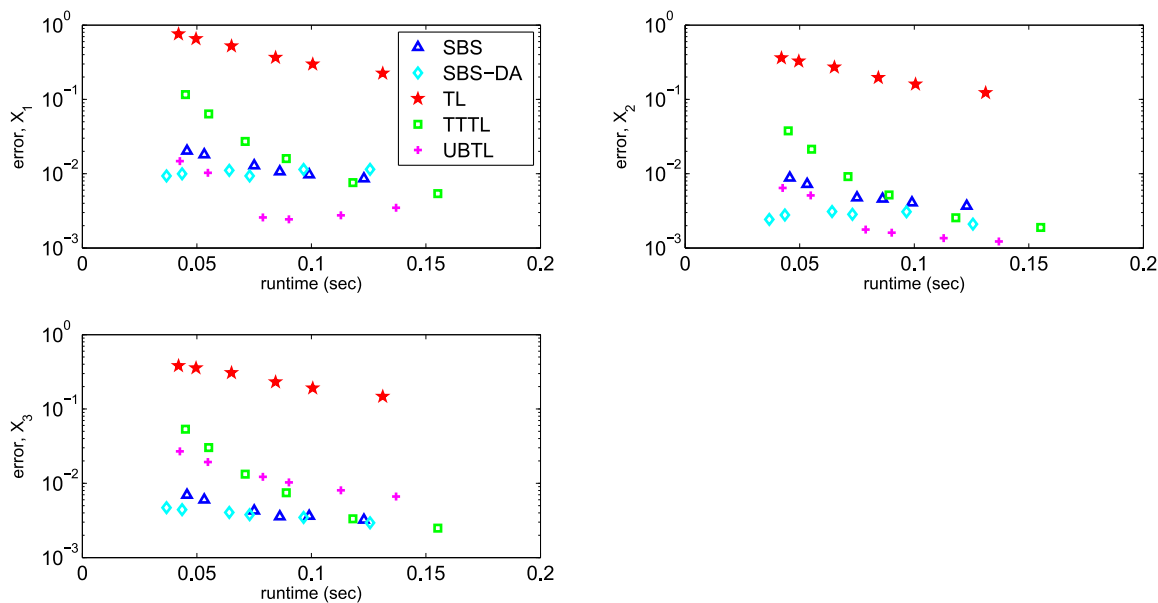 10^0
10^-1
10^-2
10^-3
error, X_1
0
0.05
0.1
0.15
0.2
runtime (sec)
SBS
SBS-DA
TL
TTTL
UBTL
10^0
10^-1
10^-2
10^-3
error, X_2
0
0.05
0.1
0.15
0.2
runtime (sec)
10^0
10^-1
10^-2
10^-3
error, X_3
0
0.05
0.1
0.15
0.2
runtime (sec)